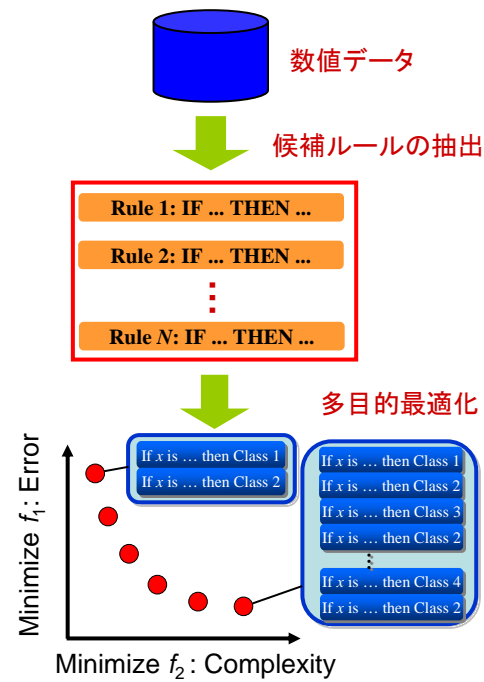 数値データ
候補ルールの抽出
Rule 1: IF ... THEN ...
Rule 2: IF ... THEN ...
Rule N: IF ... THEN ...
多目的最適化
If x is … then Class 1
If x is … then Class 2
If x is … then Class 1
If x is … then Class 2
If x is … then Class 3
If x is … then Class 2
If x is … then Class 4
If x is … then Class 2
Minimize f1: Error
Minimize f2 : Complexity